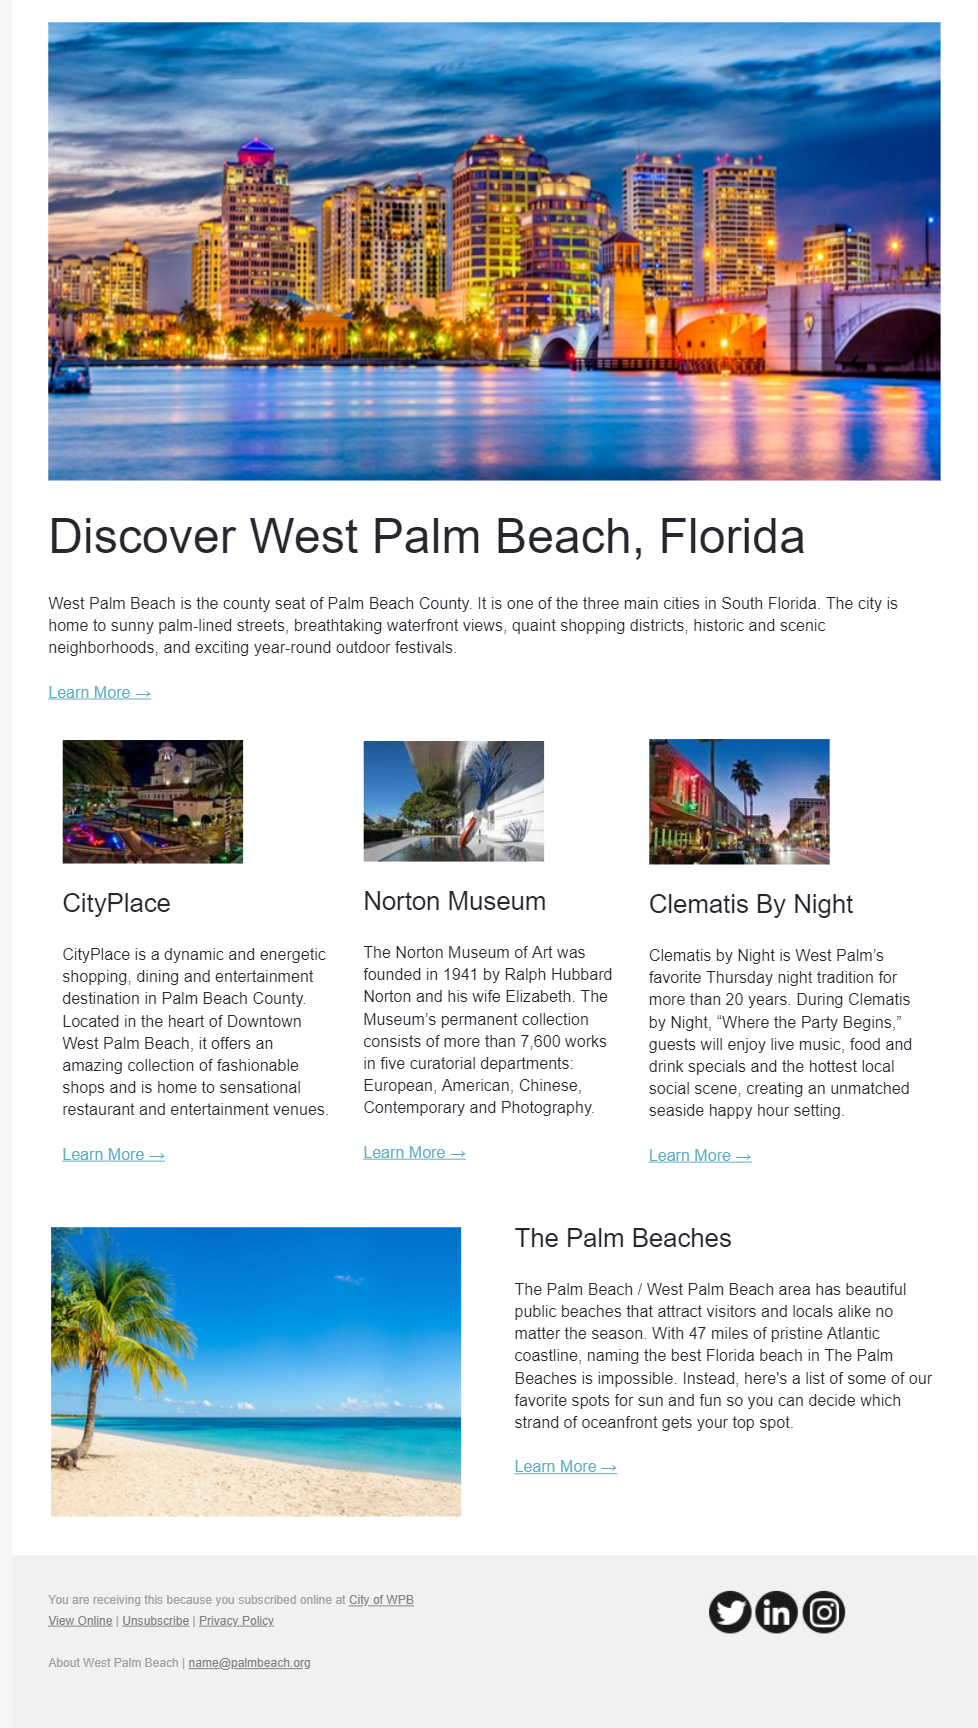 Discover West Palm Beach, Florida
West Palm Beach is the county seat of Palm Beach County. It is one of the three main cities in South Florida. The city is
home to sunny palm-lined streets, breathtaking waterfront views, quaint shopping districts, historic and scenic
neighborhoods, and exciting year-round outdoor festivals.
Learn More →
CityPlace
CityPlace is a dynamic and energetic
shopping, dining and entertainment
destination in Palm Beach County.
Located in the heart of Downtown
West Palm Beach, it offers an
amazing collection of fashionable
shops and is home to sensational
restaurant and entertainment venues.
Learn More →
Norton Museum
The Norton Museum of Art was
founded in 1941 by Ralph Hubbard
Norton and his wife Elizabeth. The
Museum’s permanent collection
consists of more than 7,600 works
in five curatorial departments:
European, American, Chinese,
Contemporary and Photography.
Learn More →
Clematis By Night
Clematis by Night is West Palm’s
favorite Thursday night tradition for
more than 20 years. During Clematis
by Night, “Where the Party Begins,”
guests will enjoy live music, food and
drink specials and the hottest local
social scene, creating an unmatched
seaside happy hour setting.
Learn More →
The Palm Beaches
The Palm Beach / West Palm Beach area has beautiful
public beaches that attract visitors and locals alike no
matter the season. With 47 miles of pristine Atlantic
coastline, naming the best Florida beach in The Palm
Beaches is impossible. Instead, here's a list of some of our
favorite spots for sun and fun so you can decide which
strand of oceanfront gets your top spot.
Learn More →
You are receiving this because you subscribed online at City of WPB
View Online | Unsubscribe | Privacy Policy
About West Palm Beach | name@palmbeach.org
in